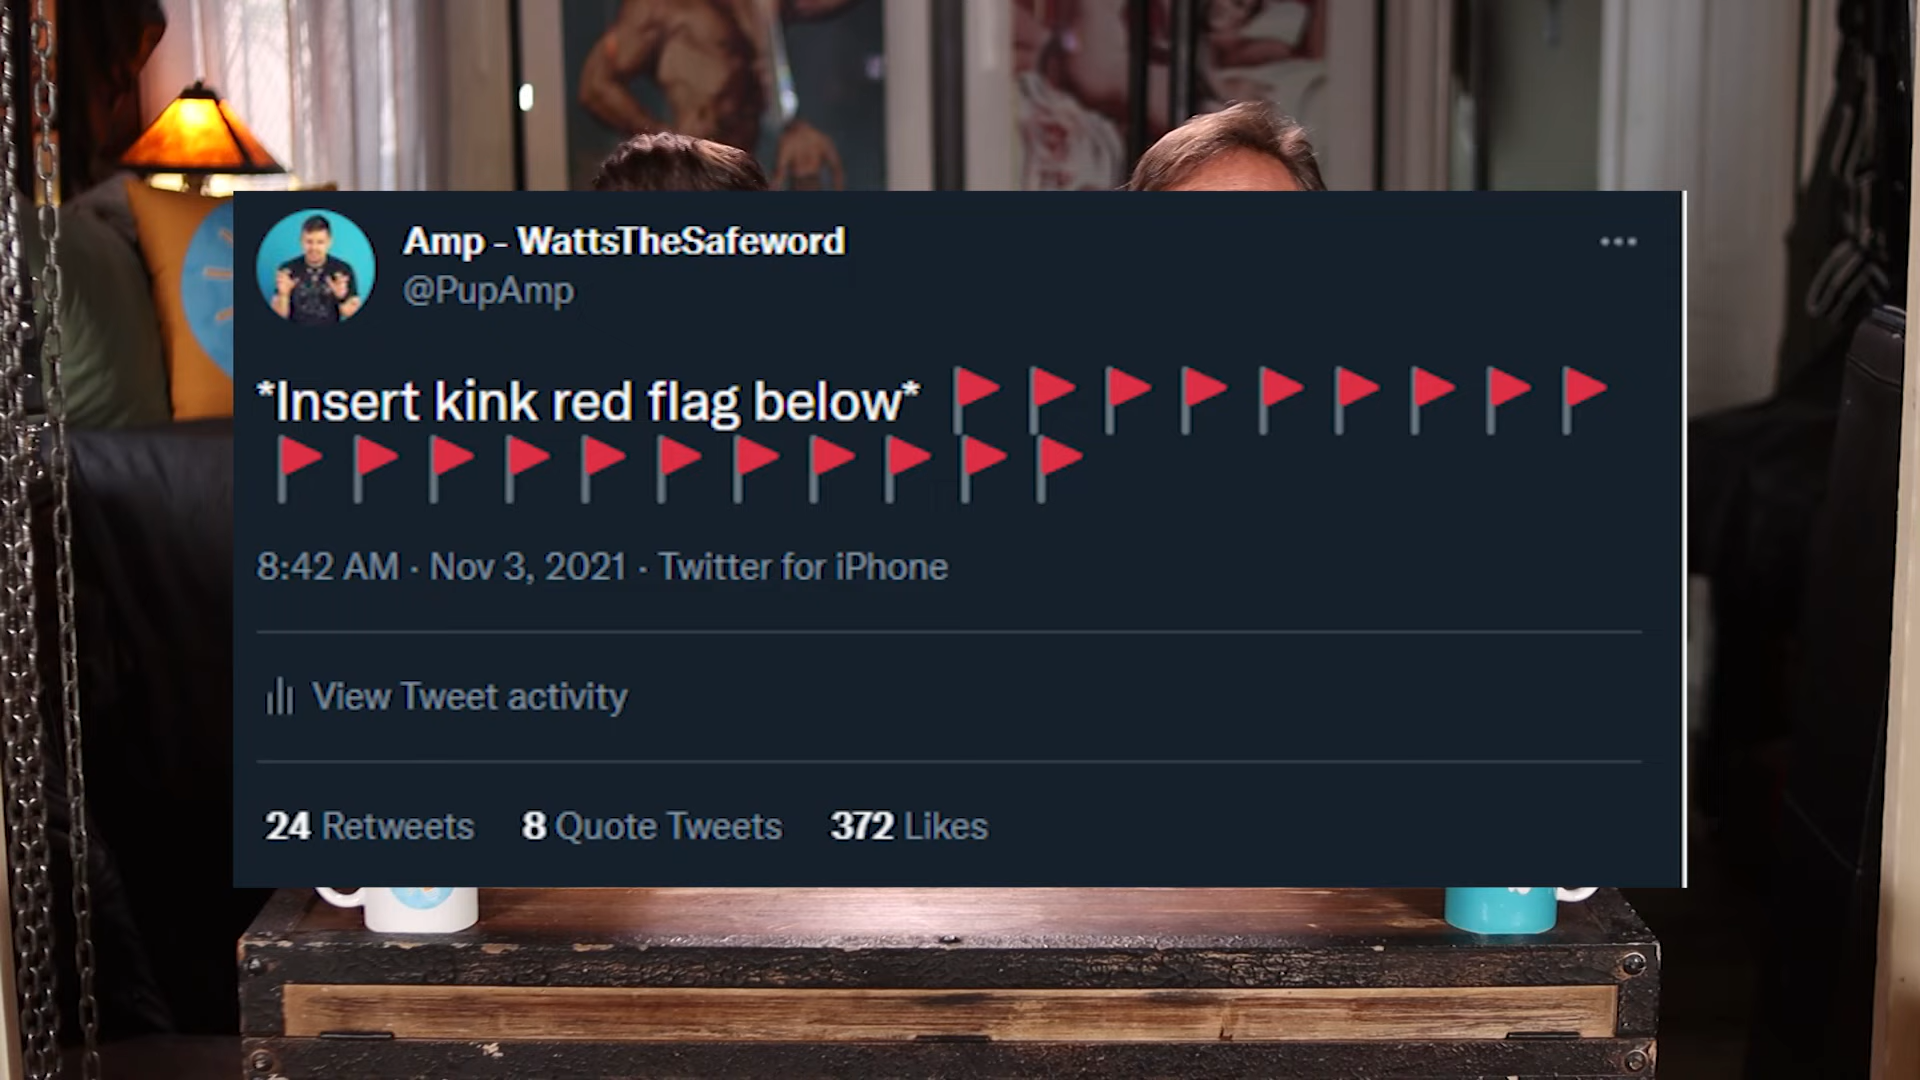 Amp - WattsTheSafeword
@PupAmp
*Insert kink red flag below* 🚩🚩🚩🚩🚩🚩🚩🚩🚩
🚩🚩🚩🚩🚩🚩🚩🚩🚩🚩🚩
8:42 AM · Nov 3, 2021 · Twitter for iPhone
View Tweet activity
24 Retweets 8 Quote Tweets 372 Likes